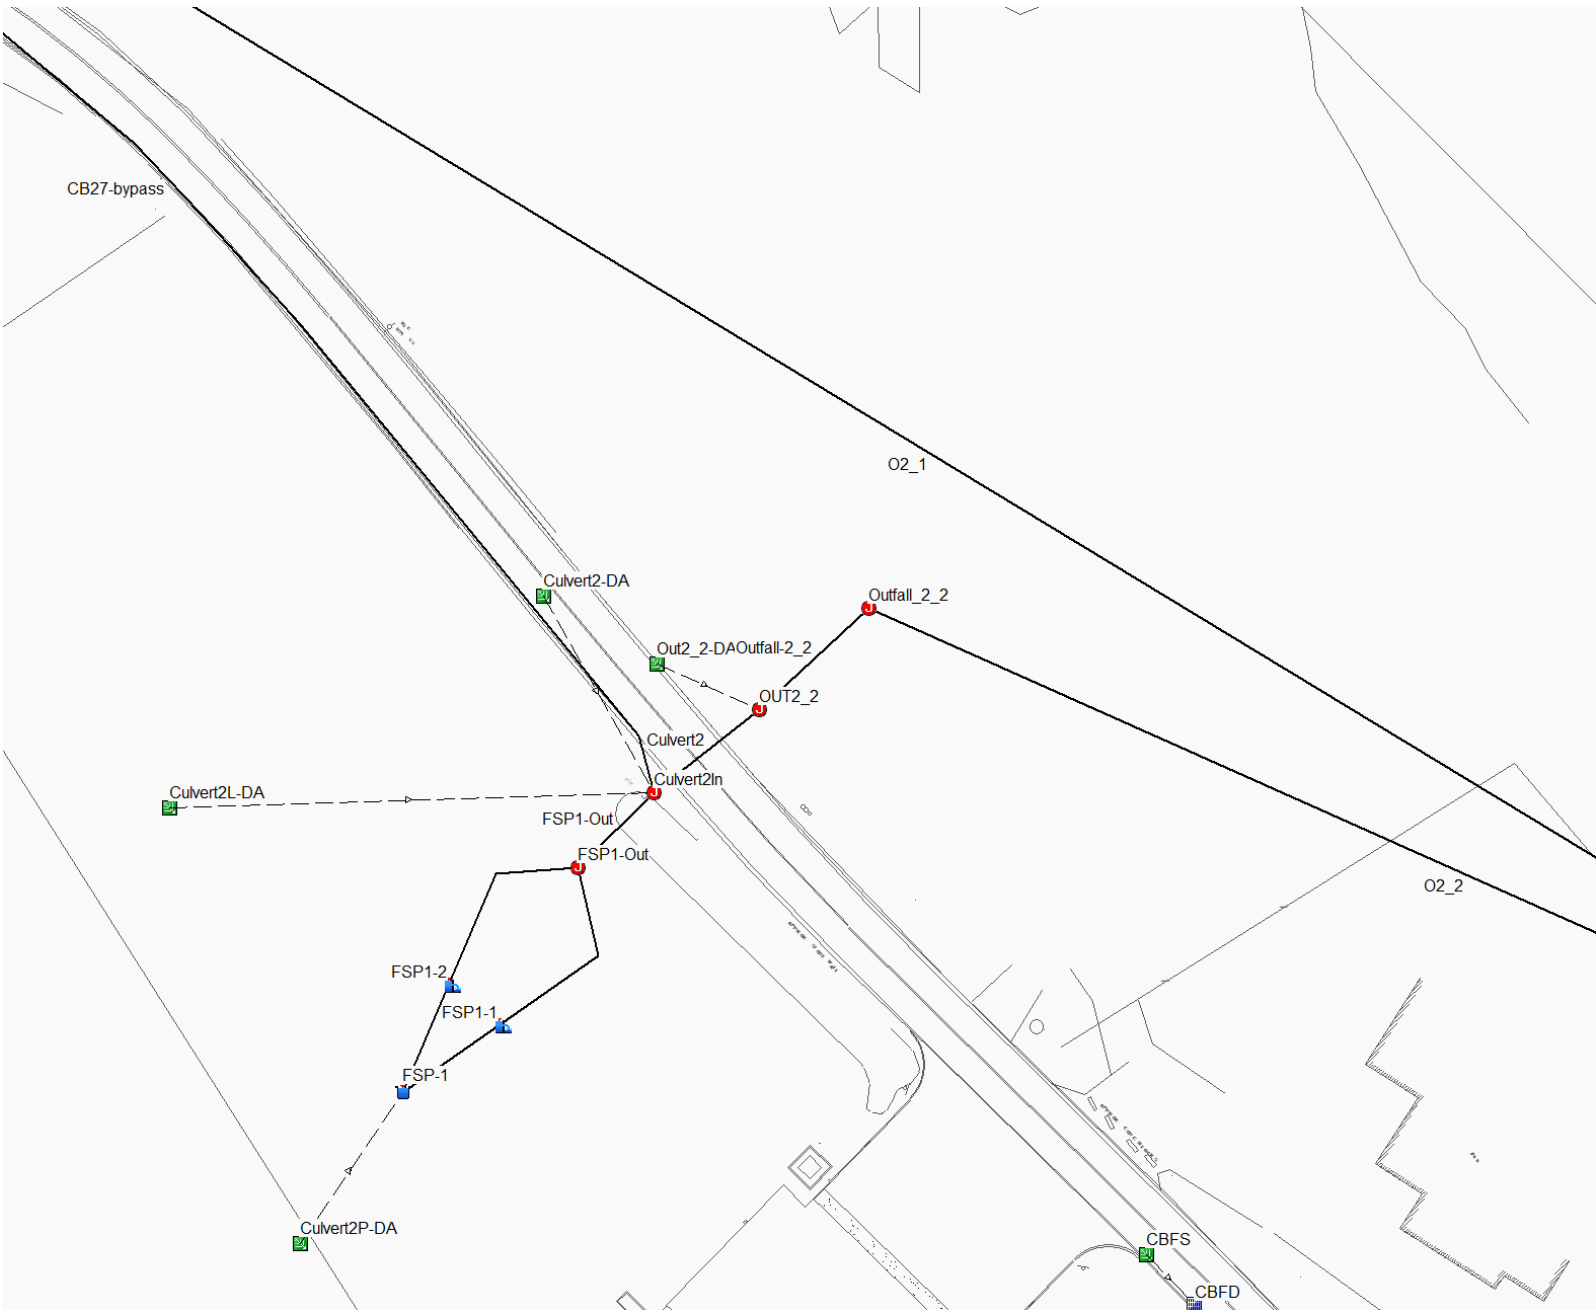 CB27-bypass
O2_1
Culvert2-DA
Outfall_2_2
Out2_2-DAOutfall-2_2
OUT2_2
Culvert2
Culvert2In
Culvert2L-DA
FSP1-Out
FSP1-Out
O2_2
FSP1-2
FSP1-1
FSP-1
Culvert2P-DA
CBFS
CBFD